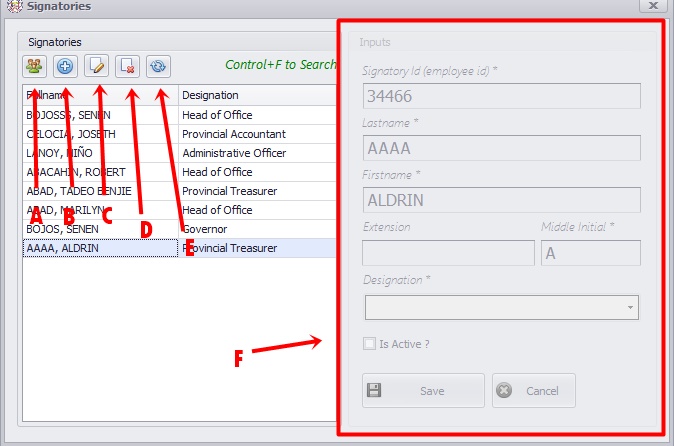 Signatories
Signatories
Control+F to Search
Fullname Designation
BOJOSSS, SENEN Head of Office
CELOCIA, JOSETH Provincial Accountant
LANOY, NIÑO Administrative Officer
ABACAHIN, ROBERT Head of Office
ABAD, TADEO BENJIE Provincial Treasurer
ABAD, MARILYN Head of Office
BOJOS, SENEN Governor
AAAA, ALDRIN Provincial Treasurer
A B C D E
F
Inputs
Signatory Id (employee id) *
34466
Lastname *
AAAA
Firstname *
ALDRIN
Extension Middle Initial *
A
Designation *
Is Active ?
Save Cancel